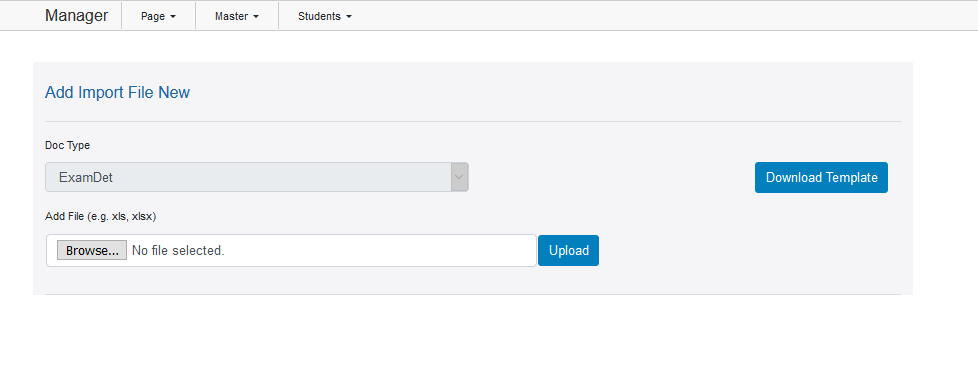 Manager Page Master Students
Add Import File New
Doc Type
ExamDet
Download Template
Add File (e.g. xls, xlsx)
Browse... No file selected. Upload